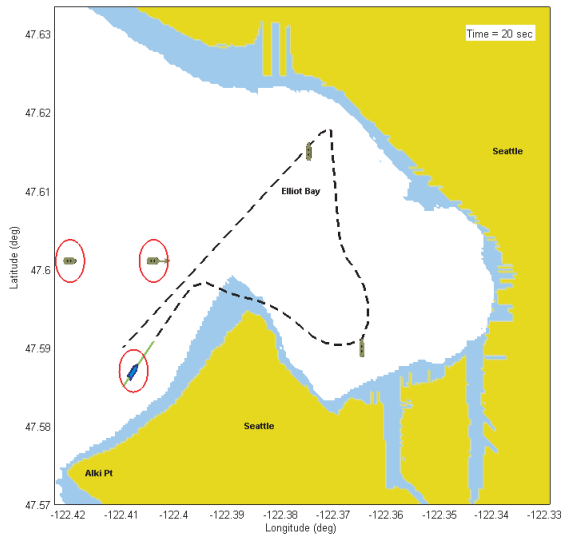 47.63
Time = 20 sec
47.62
Seattle
47.61
Elliot Bay
47.6
Latitude (deg)
47.59
47.58
Seattle
Alki Pt
47.57
-122.42 -122.41 -122.4 -122.39 -122.38 -122.37 -122.36 -122.35 -122.34 -122.33
Longitude (deg)